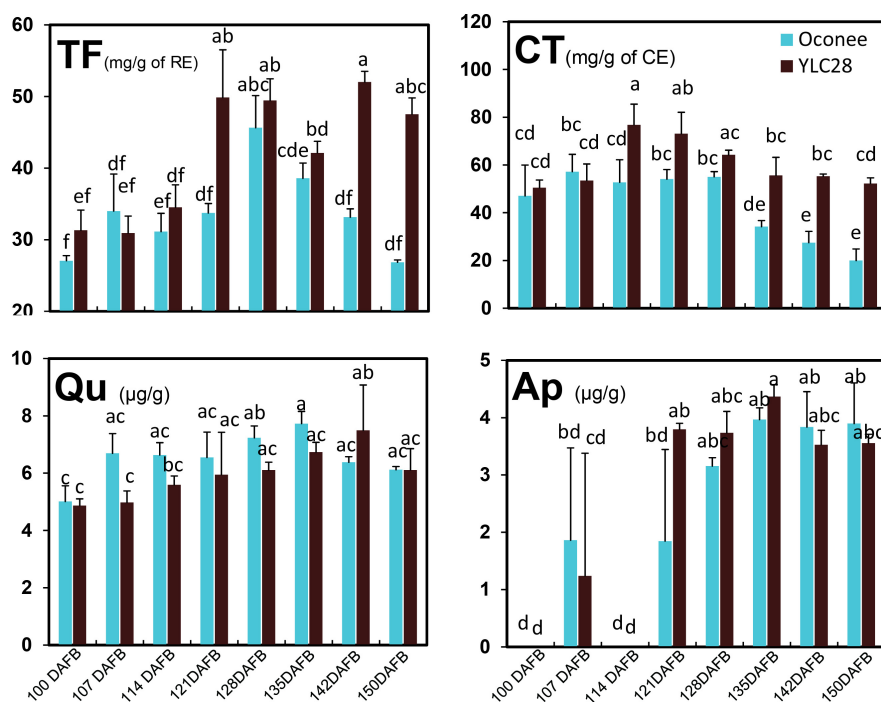 TF (mg/g of RE)
60
50
40
30
20
f
ef
df
ef
ef
df
df
ab
abc
ab
cde
bd
df
a
df
abc
CT (mg/g of CE)
Oconee
YLC28
120
100
80
60
40
20
0
cd
cd
bc
cd
cd
a
bc
ab
bc
ac
de
bc
e
bc
e
cd
Qu (µg/g)
10
8
6
4
2
0
c
c
ac
ac
ac
bc
ac
ac
ab
ac
a
ac
ac
ab
ac
ac
100 DAFB
107 DAFB
114 DAFB
121DAFB
128DAFB
135DAFB
142DAFB
150DAFB
Ap (µg/g)
5
4
3
2
1
0
d
d
bd
cd
d
d
bd
ab
abc
abc
ab
a
ab
abc
ab
abc
100 DAFB
107 DAFB
114 DAFB
121DAFB
128DAFB
135DAFB
142DAFB
150DAFB